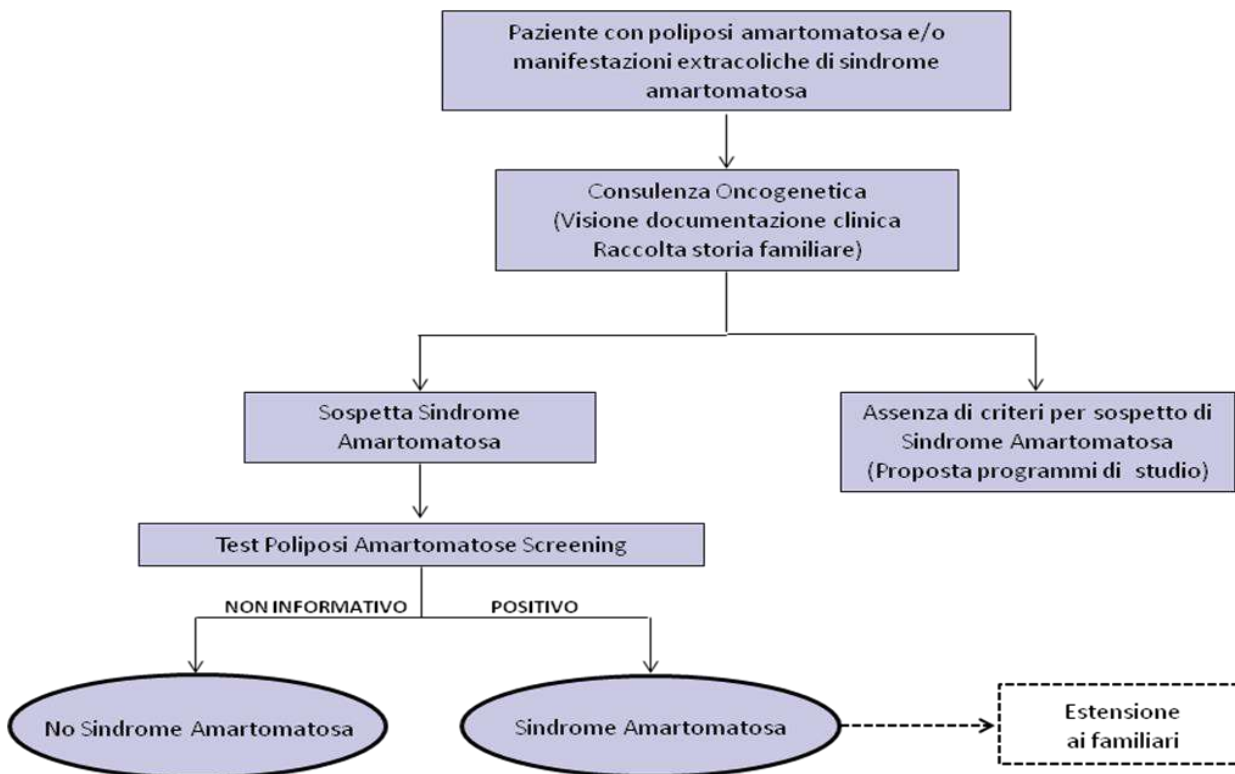 Paziente con poliposi amartomatosa e/o
manifestazioni extracoliche di sindrome
amartomatosa
Consulenza Oncogenetica
(Visione documentazione clinica
Raccolta storia familiare)
Sospetta Sindrome
Amartomatosa
Assenza di criteri per sospetto di
Sindrome Amartomatosa
(Proposta programmi di studio)
Test Poliposi Amartomatose Screening
NON INFORMATIVO
POSITIVO
No Sindrome Amartomatosa
Sindrome Amartomatosa
Estensione
ai familiari